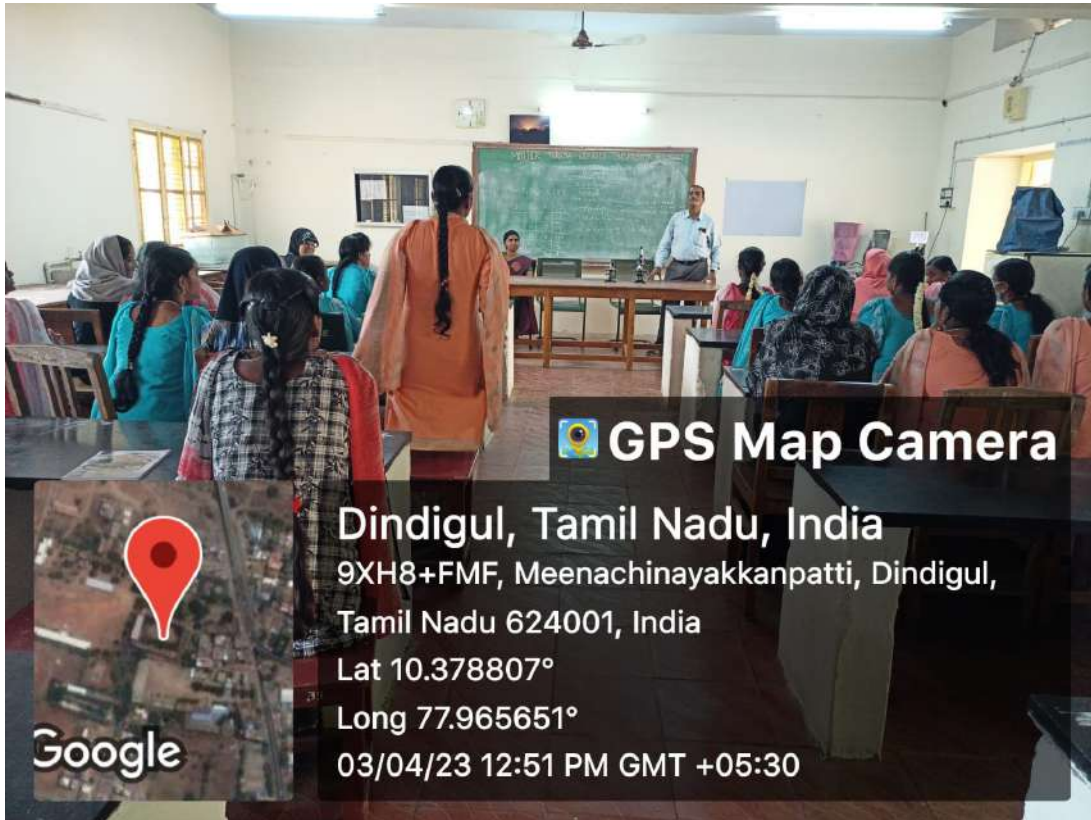 GPS Map Camera
Dindigul, Tamil Nadu, India
9XH8+FMF, Meenachinayakkanpatti, Dindigul,
Tamil Nadu 624001, India
Lat 10.378807°
Long 77.965651°
03/04/23 12:51 PM GMT +05:30
Google